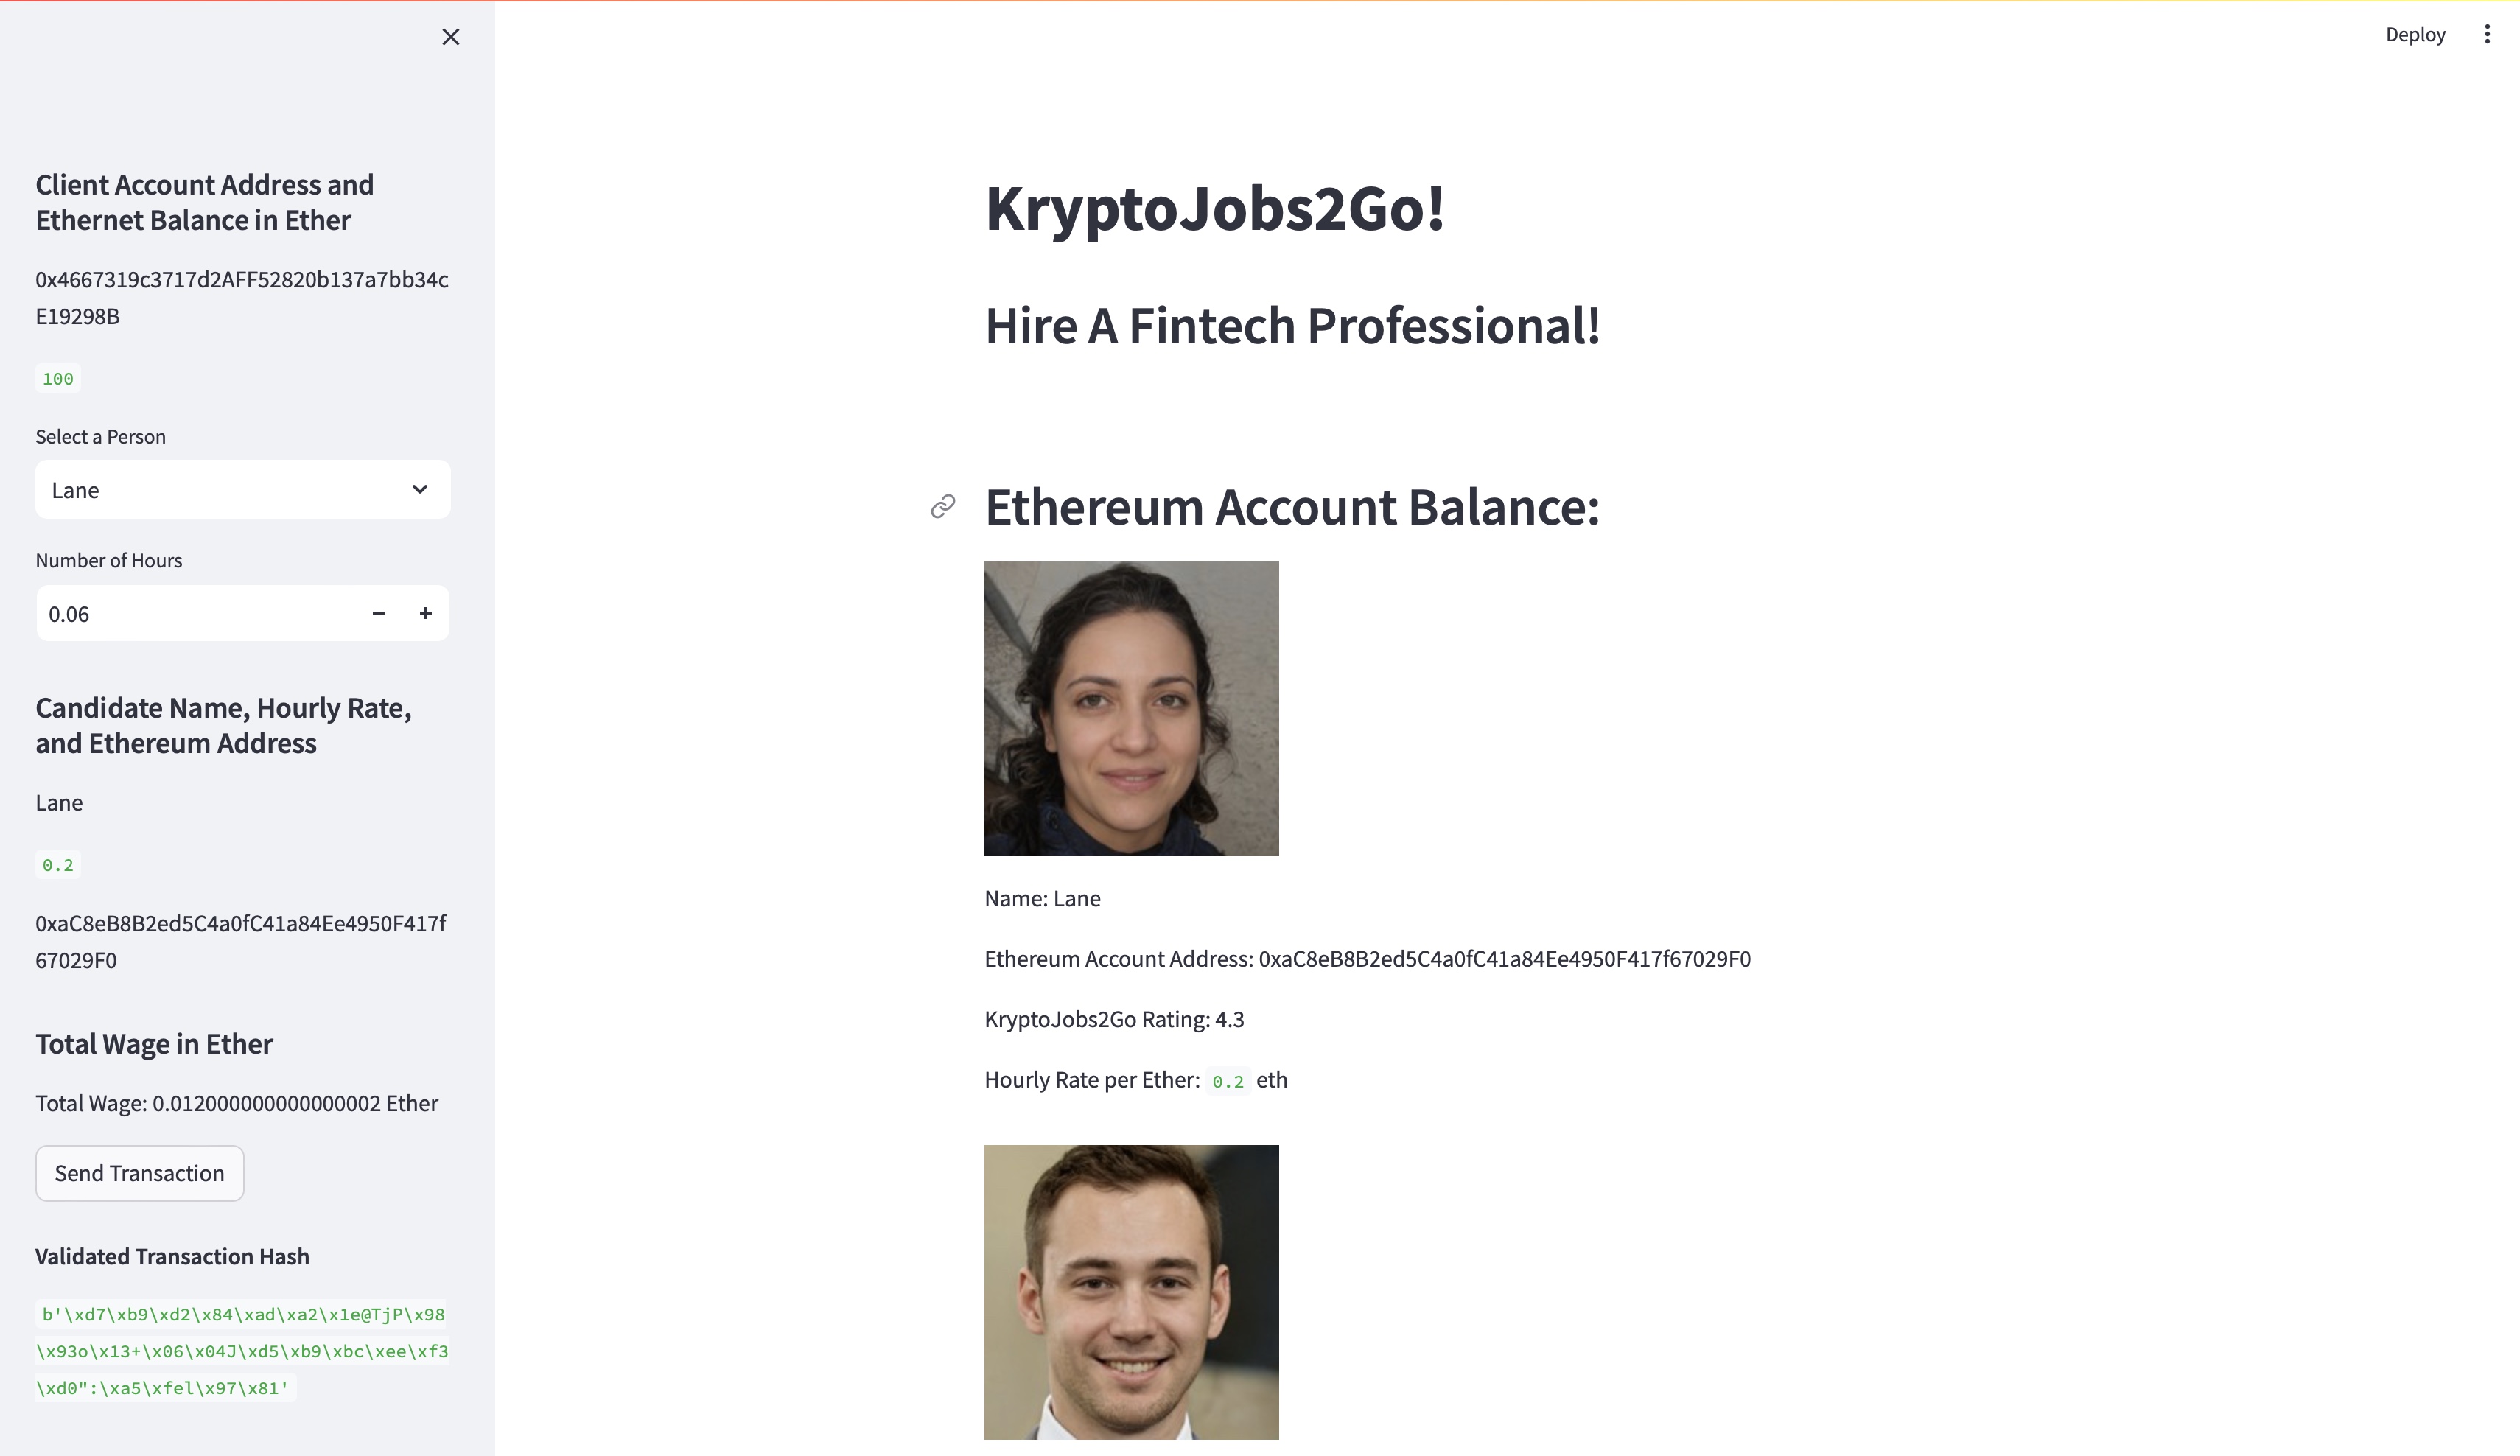 Deploy
Client Account Address and
Ethernet Balance in Ether
0x4667319c3717d2AFF52820b137a7bb34c
E19298B
100
Select a Person
Lane
Number of Hours
0.06
Candidate Name, Hourly Rate,
and Ethereum Address
Lane
0.2
0xaC8eB8B2ed5C4a0fC41a84Ee4950F417f
67029F0
Total Wage in Ether
Total Wage: 0.012000000000000002 Ether
Send Transaction
Validated Transaction Hash
b'\xd7\xb9\xd2\x84\xad\xa2\x1e@TjP\x98
\x93o\x13+\x06\x04J\xd5\xb9\xbc\xee\xf3
\xd0":\xa5\xfel\x97\x81'
KryptoJobs2Go!
Hire A Fintech Professional!
Ethereum Account Balance:
Name: Lane
Ethereum Account Address: 0xaC8eB8B2ed5C4a0fC41a84Ee4950F417f67029F0
KryptoJobs2Go Rating: 4.3
Hourly Rate per Ether: 0.2 eth